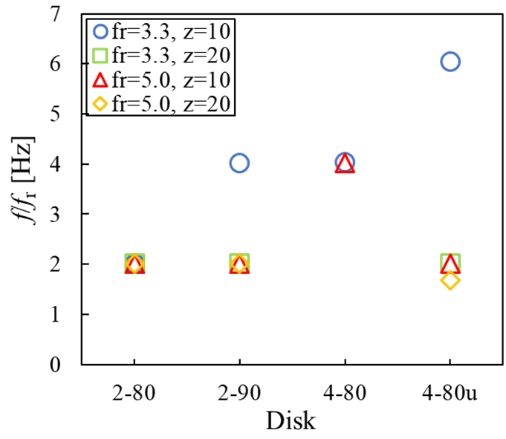 7
6
5
4
3
2
1
0
f/fr [Hz]
fr=3.3, z=10
fr=3.3, z=20
fr=5.0, z=10
fr=5.0, z=20
2-80 2-90 4-80 4-80u
Disk